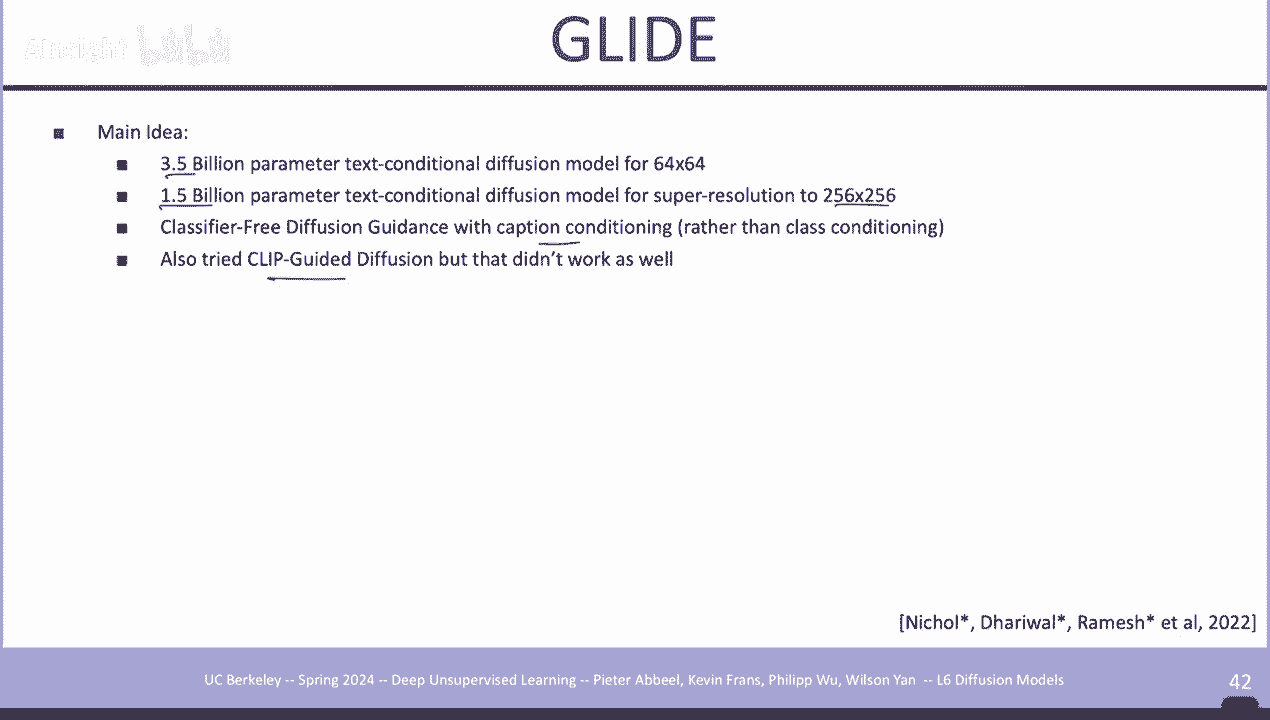 GLIDE
Main Idea:
3.5 Billion parameter text-conditional diffusion model for 64x64
1.5 Billion parameter text-conditional diffusion model for super-resolution to 256x256
Classifier-Free Diffusion Guidance with caption conditioning (rather than class conditioning)
Also tried CLIP-Guided Diffusion but that didn't work as well
[Nichol*, Dhariwal*, Ramesh* et al, 2022]
UC Berkeley -- Spring 2024 -- Deep Unsupervised Learning -- Pieter Abbeel, Kevin Frans, Philipp Wu, Wilson Yan -- L6 Diffusion Models
42